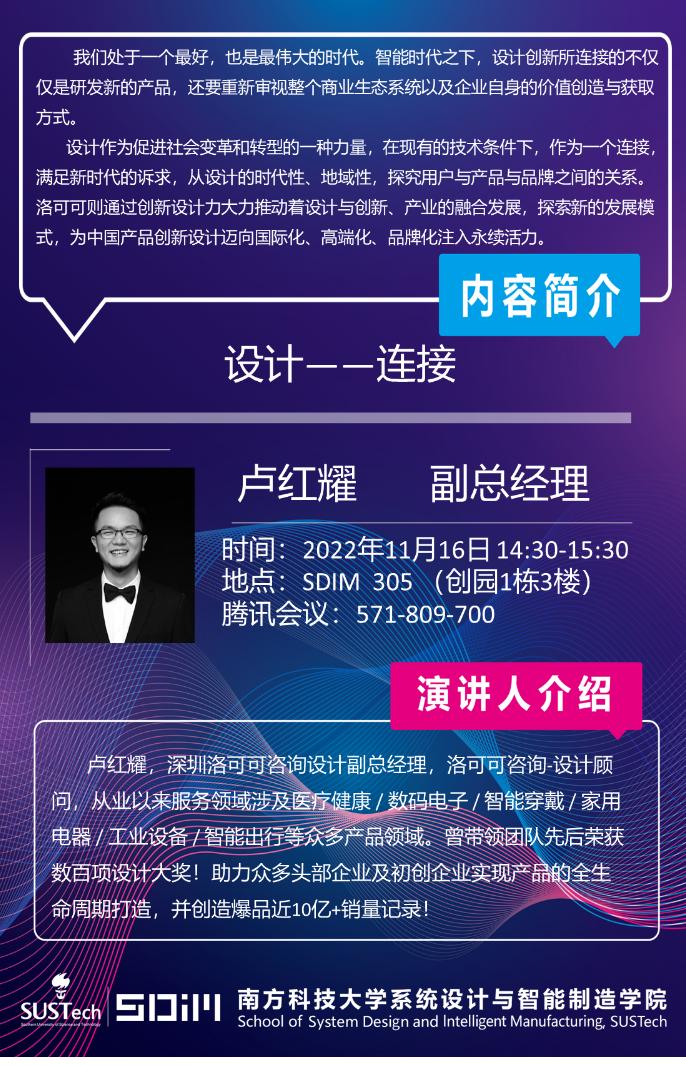 我们处于一个最好，也是最伟大的时代。智能时代之下，设计创新所连接的不仅
仅是研发新的产品，还要重新审视整个商业生态系统以及企业自身的价值创造与获取
方式。
设计作为促进社会变革和转型的一种力量，在现有的技术条件下，作为一个连接，
满足新时代的诉求，从设计的时代性、地域性，探究用户与产品与品牌之间的关系。
洛可可则通过创新设计力大力推动着设计与创新、产业的融合发展，探索新的发展模
式，为中国产品创新设计迈向国际化、高端化、品牌化注入永续活力。
内容简介
设计——连接
卢红耀 副总经理
时间：2022年11月16日 14:30-15:30
地点：SDIM 305 （创园1栋3楼）
腾讯会议：571-809-700
演讲人介绍
卢红耀，深圳洛可可咨询设计副总经理，洛可可咨询-设计顾
问，从业以来服务领域涉及医疗健康 / 数码电子 / 智能穿戴 / 家用
电器 / 工业设备 / 智能出行等众多产品领域。曾带领团队先后荣获
数百项设计大奖！助力众多头部企业及初创企业实现产品的全生
命周期打造，并创造爆品近10亿+销量记录！
SUSTech
Southern University of Science and Technology
SDIM
南方科技大学系统设计与智能制造学院
School of System Design and Intelligent Manufacturing, SUSTech